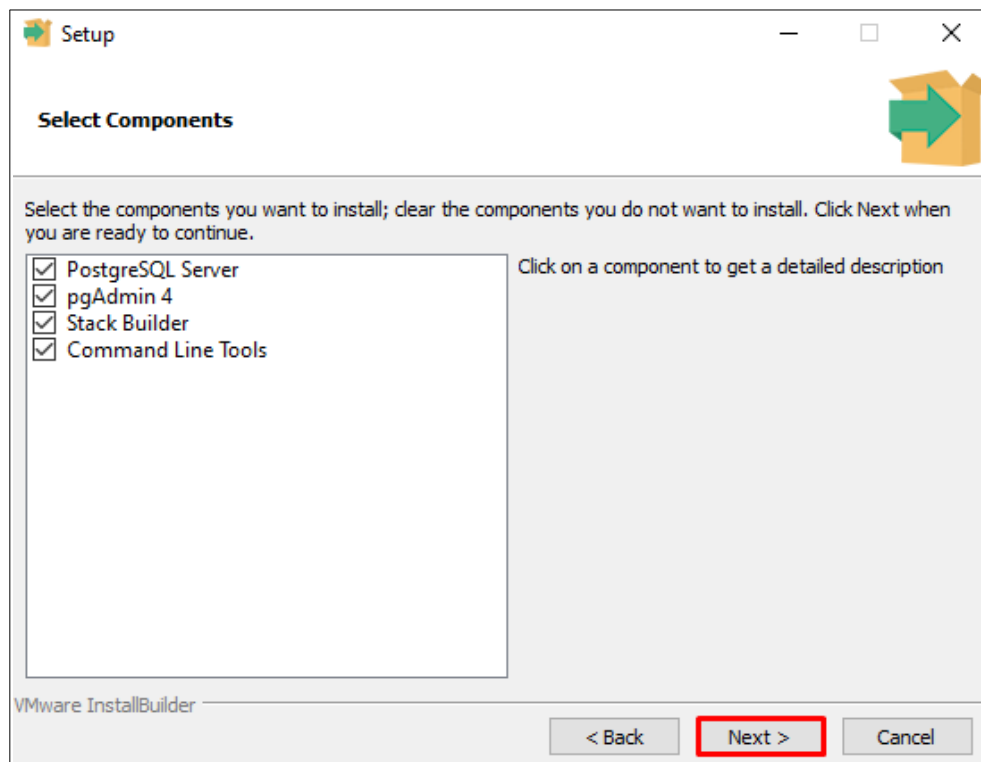 Setup
Select Components
Select the components you want to install; clear the components you do not want to install. Click Next when
you are ready to continue.
PostgreSQL Server
pgAdmin 4
Stack Builder
Command Line Tools
Click on a component to get a detailed description
VMware InstallBuilder
< Back
Next >
Cancel